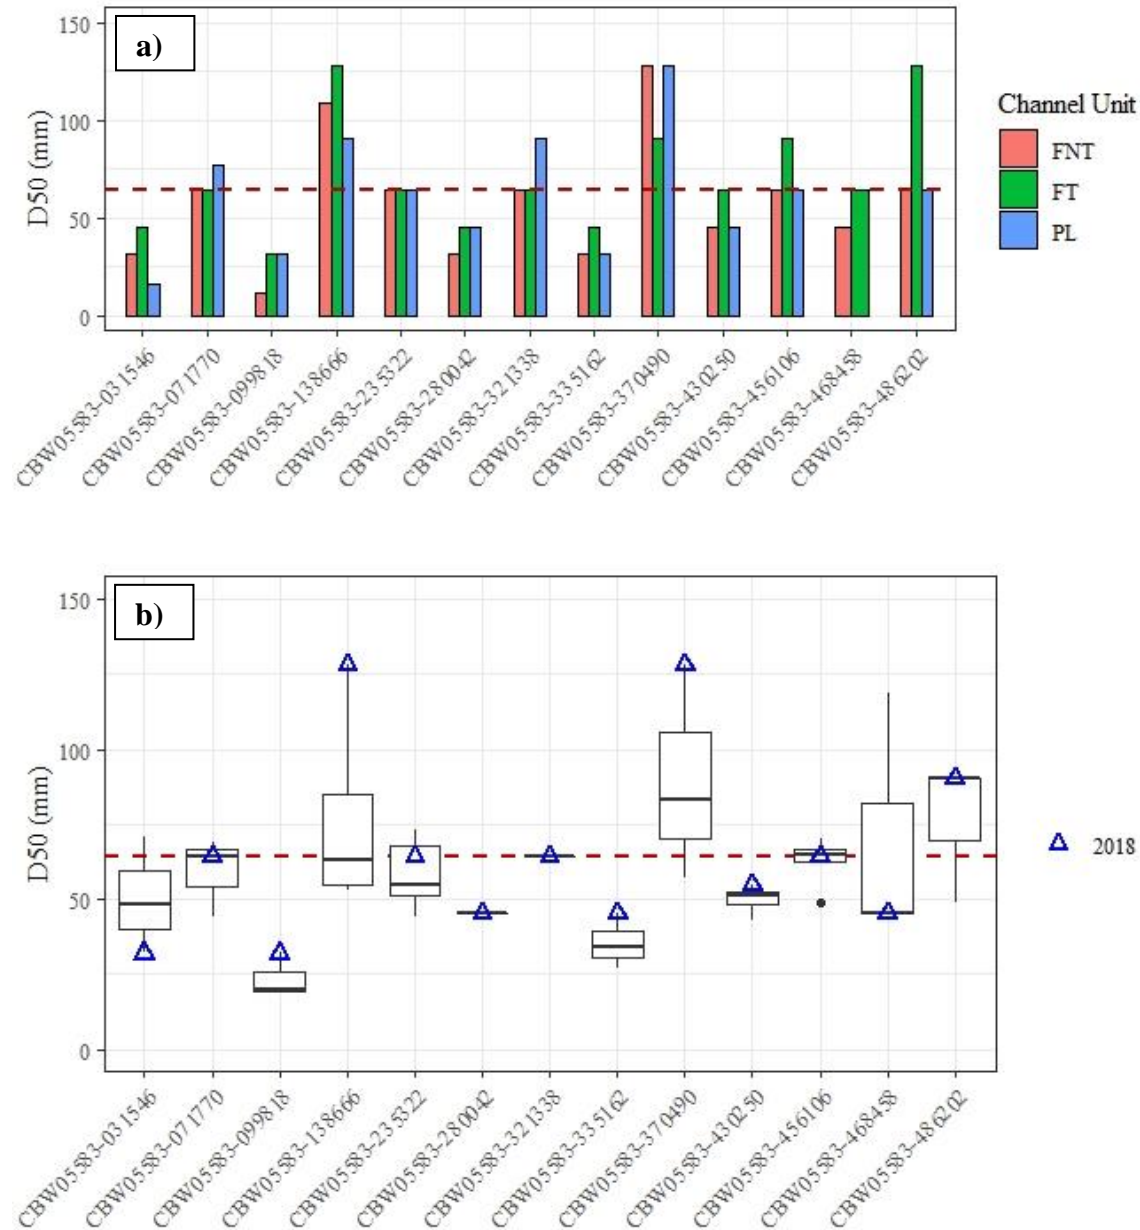 a)
150
100
50
0
D50 (mm)
CBW05583-031546
CBW05583-071770
CBW05583-099818
CBW05583-138666
CBW05583-235322
CBW05583-280042
CBW05583-321338
CBW05583-335162
CBW05583-370490
CBW05583-430250
CBW05583-456106
CBW05583-468458
CBW05583-486202
Channel Unit
FNT
FT
PL
b)
150
100
50
0
D50 (mm)
CBW05583-031546
CBW05583-071770
CBW05583-099818
CBW05583-138666
CBW05583-235322
CBW05583-280042
CBW05583-321338
CBW05583-335162
CBW05583-370490
CBW05583-430250
CBW05583-456106
CBW05583-468458
CBW05583-486202
2018